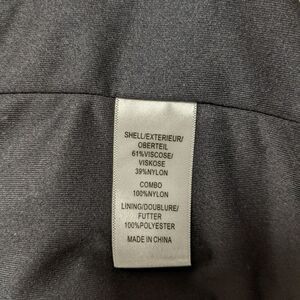 SHELL/EXTERIEUR/
OBERTEIL
61%VISCOSE/
VISKOSE
39%NYLON
COMBO
100%NYLON
LINING/DOUBLURE/
FUTTER
100%POLYESTER
MADE IN CHINA